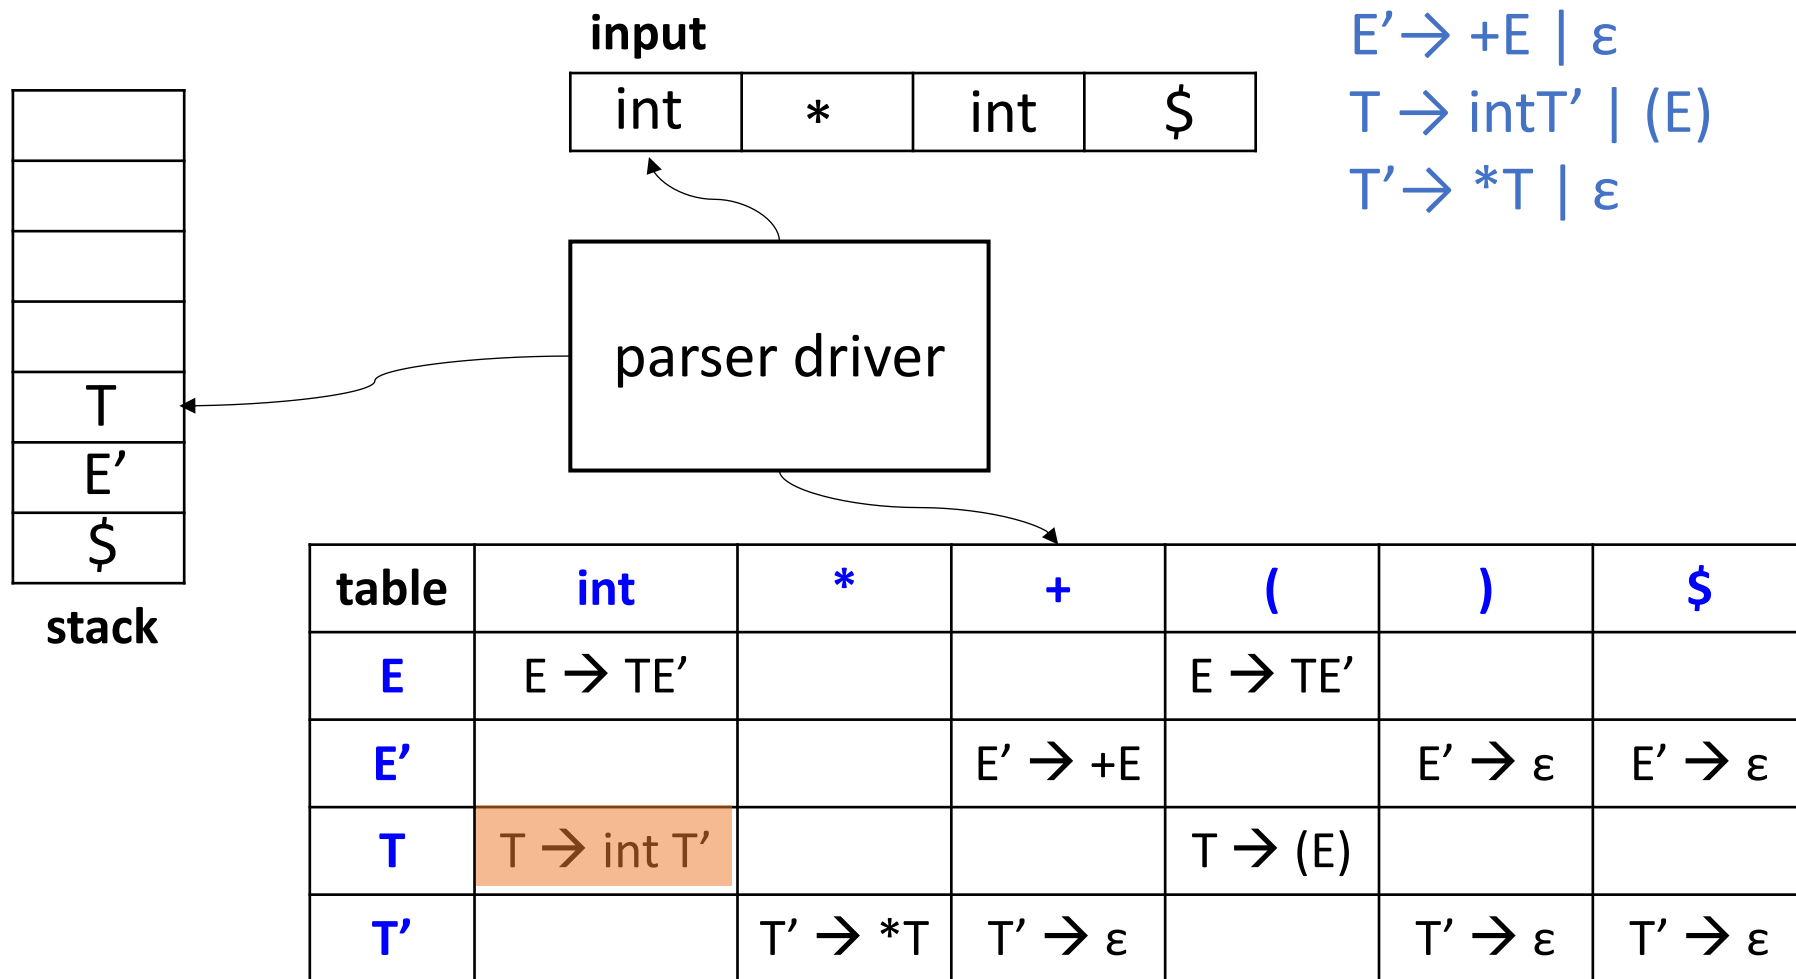 input
int * int $
E’→ +E | ε
T → intT’ | (E)
T’→ *T | ε
parser driver
T
E’
$
stack
table int * + ( ) $
E E → TE’ E → TE’
E’ E’ → +E E’ → ε E’ → ε
T T → int T’ T → (E)
T’ T’ → *T T’ → ε T’ → ε T’ → ε